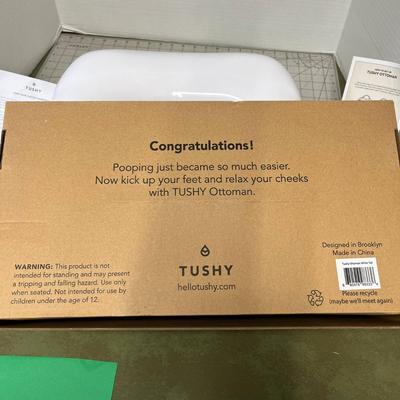 TUSHY
TUSHY OTTOMAN
Congratulations!
Pooping just became so much easier.
Now kick up your feet and relax your cheeks
with TUSHY Ottoman.
WARNING: This product is not
intended for standing and may present
a tripping and falling hazard. Use only
when seated. Not intended for use by
children under the age of 12.
TUSHY
hellotushy.com
Designed in Brooklyn
Made in China
Please recycle
(maybe we'll meet again)